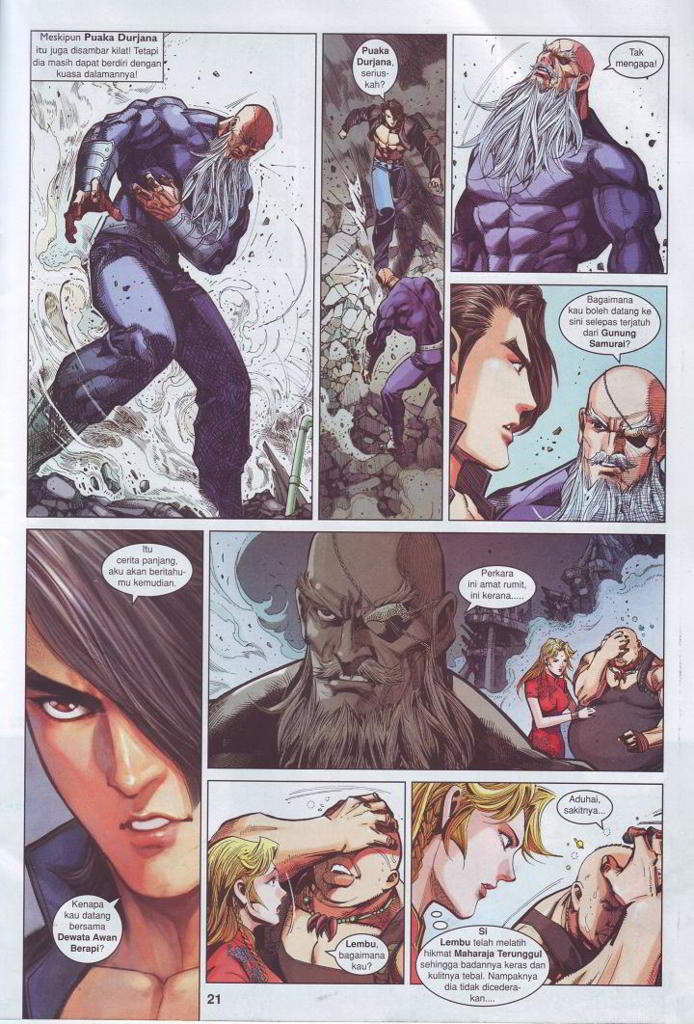 Meskipun Puaka Durjana
itu juga disambar kilat! Tetapi
dia masih dapat berdiri dengan
kuasa dalamannya!
Puaka
Durjana,
serius-
kah?
Tak
mengapa!
Bagaimana
kau boleh datang ke
sini selepas terjatuh
dari Gunung
Samurai?
Itu
cerita panjang,
aku akan beritahu-
mu kemudian.
Kenapa
kau datang
bersama
Dewata Awan
Berapi?
Perkara
ini amat rumit,
ini kerana.....
Lembu,
bagaimana
kau?
Aduhai,
sakitnya...
Si
Lembu telah melatih
hikmat Maharaja Terunggul
sehingga badannya keras dan
kulitnya tebal. Nampaknya
dia tidak dicedera-
kan....
21